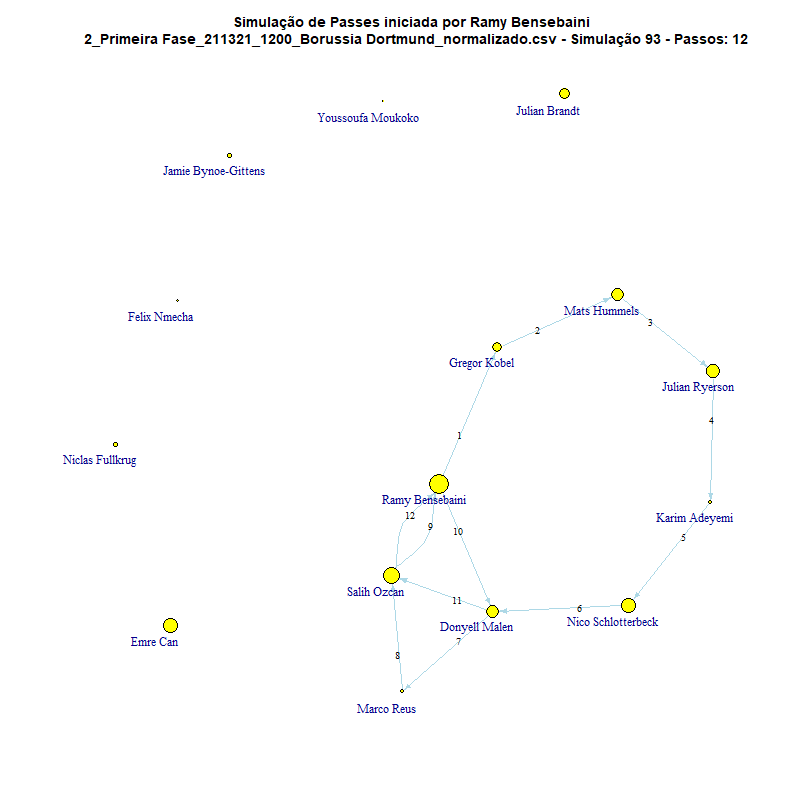 Simulação de Passes iniciada por Ramy Bensebaini
2_Primeira Fase_211321_1200_Borussia Dortmund_normalizado.csv - Simulação 93 - Passos: 12
Julian Brandt
Youssoufa Moukoko
Jamie Bynoe-Gittens
Felix Nmecha
Mats Hummels
3
2
Gregor Kobel
Julian Ryerson
4
1
Niclas Fullkrug
Ramy Bensebaini
12
9
10
Karim Adeyemi
5
Salih Ozcan
11
6
Nico Schlotterbeck
Donyell Malen
7
Emre Can
8
Marco Reus